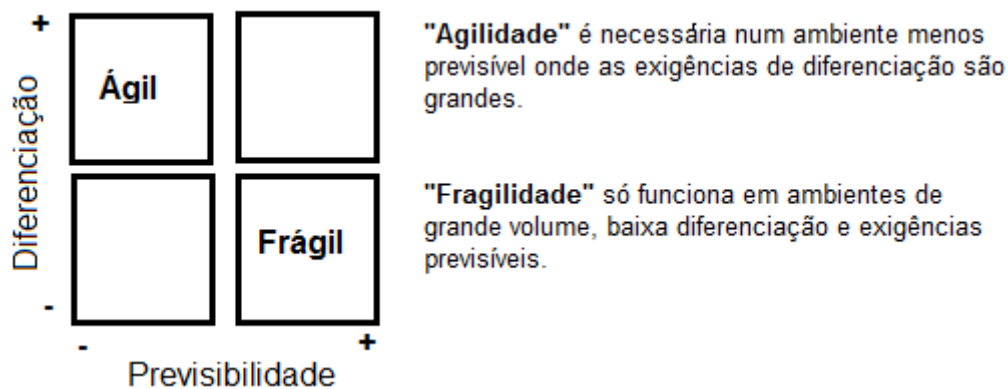 +
Diferenciação
-
Ágil
Frágil
-
+
Previsibilidade
"Agilidade" é necessária num ambiente menos
previsível onde as exigências de diferenciação são
grandes.
"Fragilidade" só funciona em ambientes de
grande volume, baixa diferenciação e exigências
previsíveis.